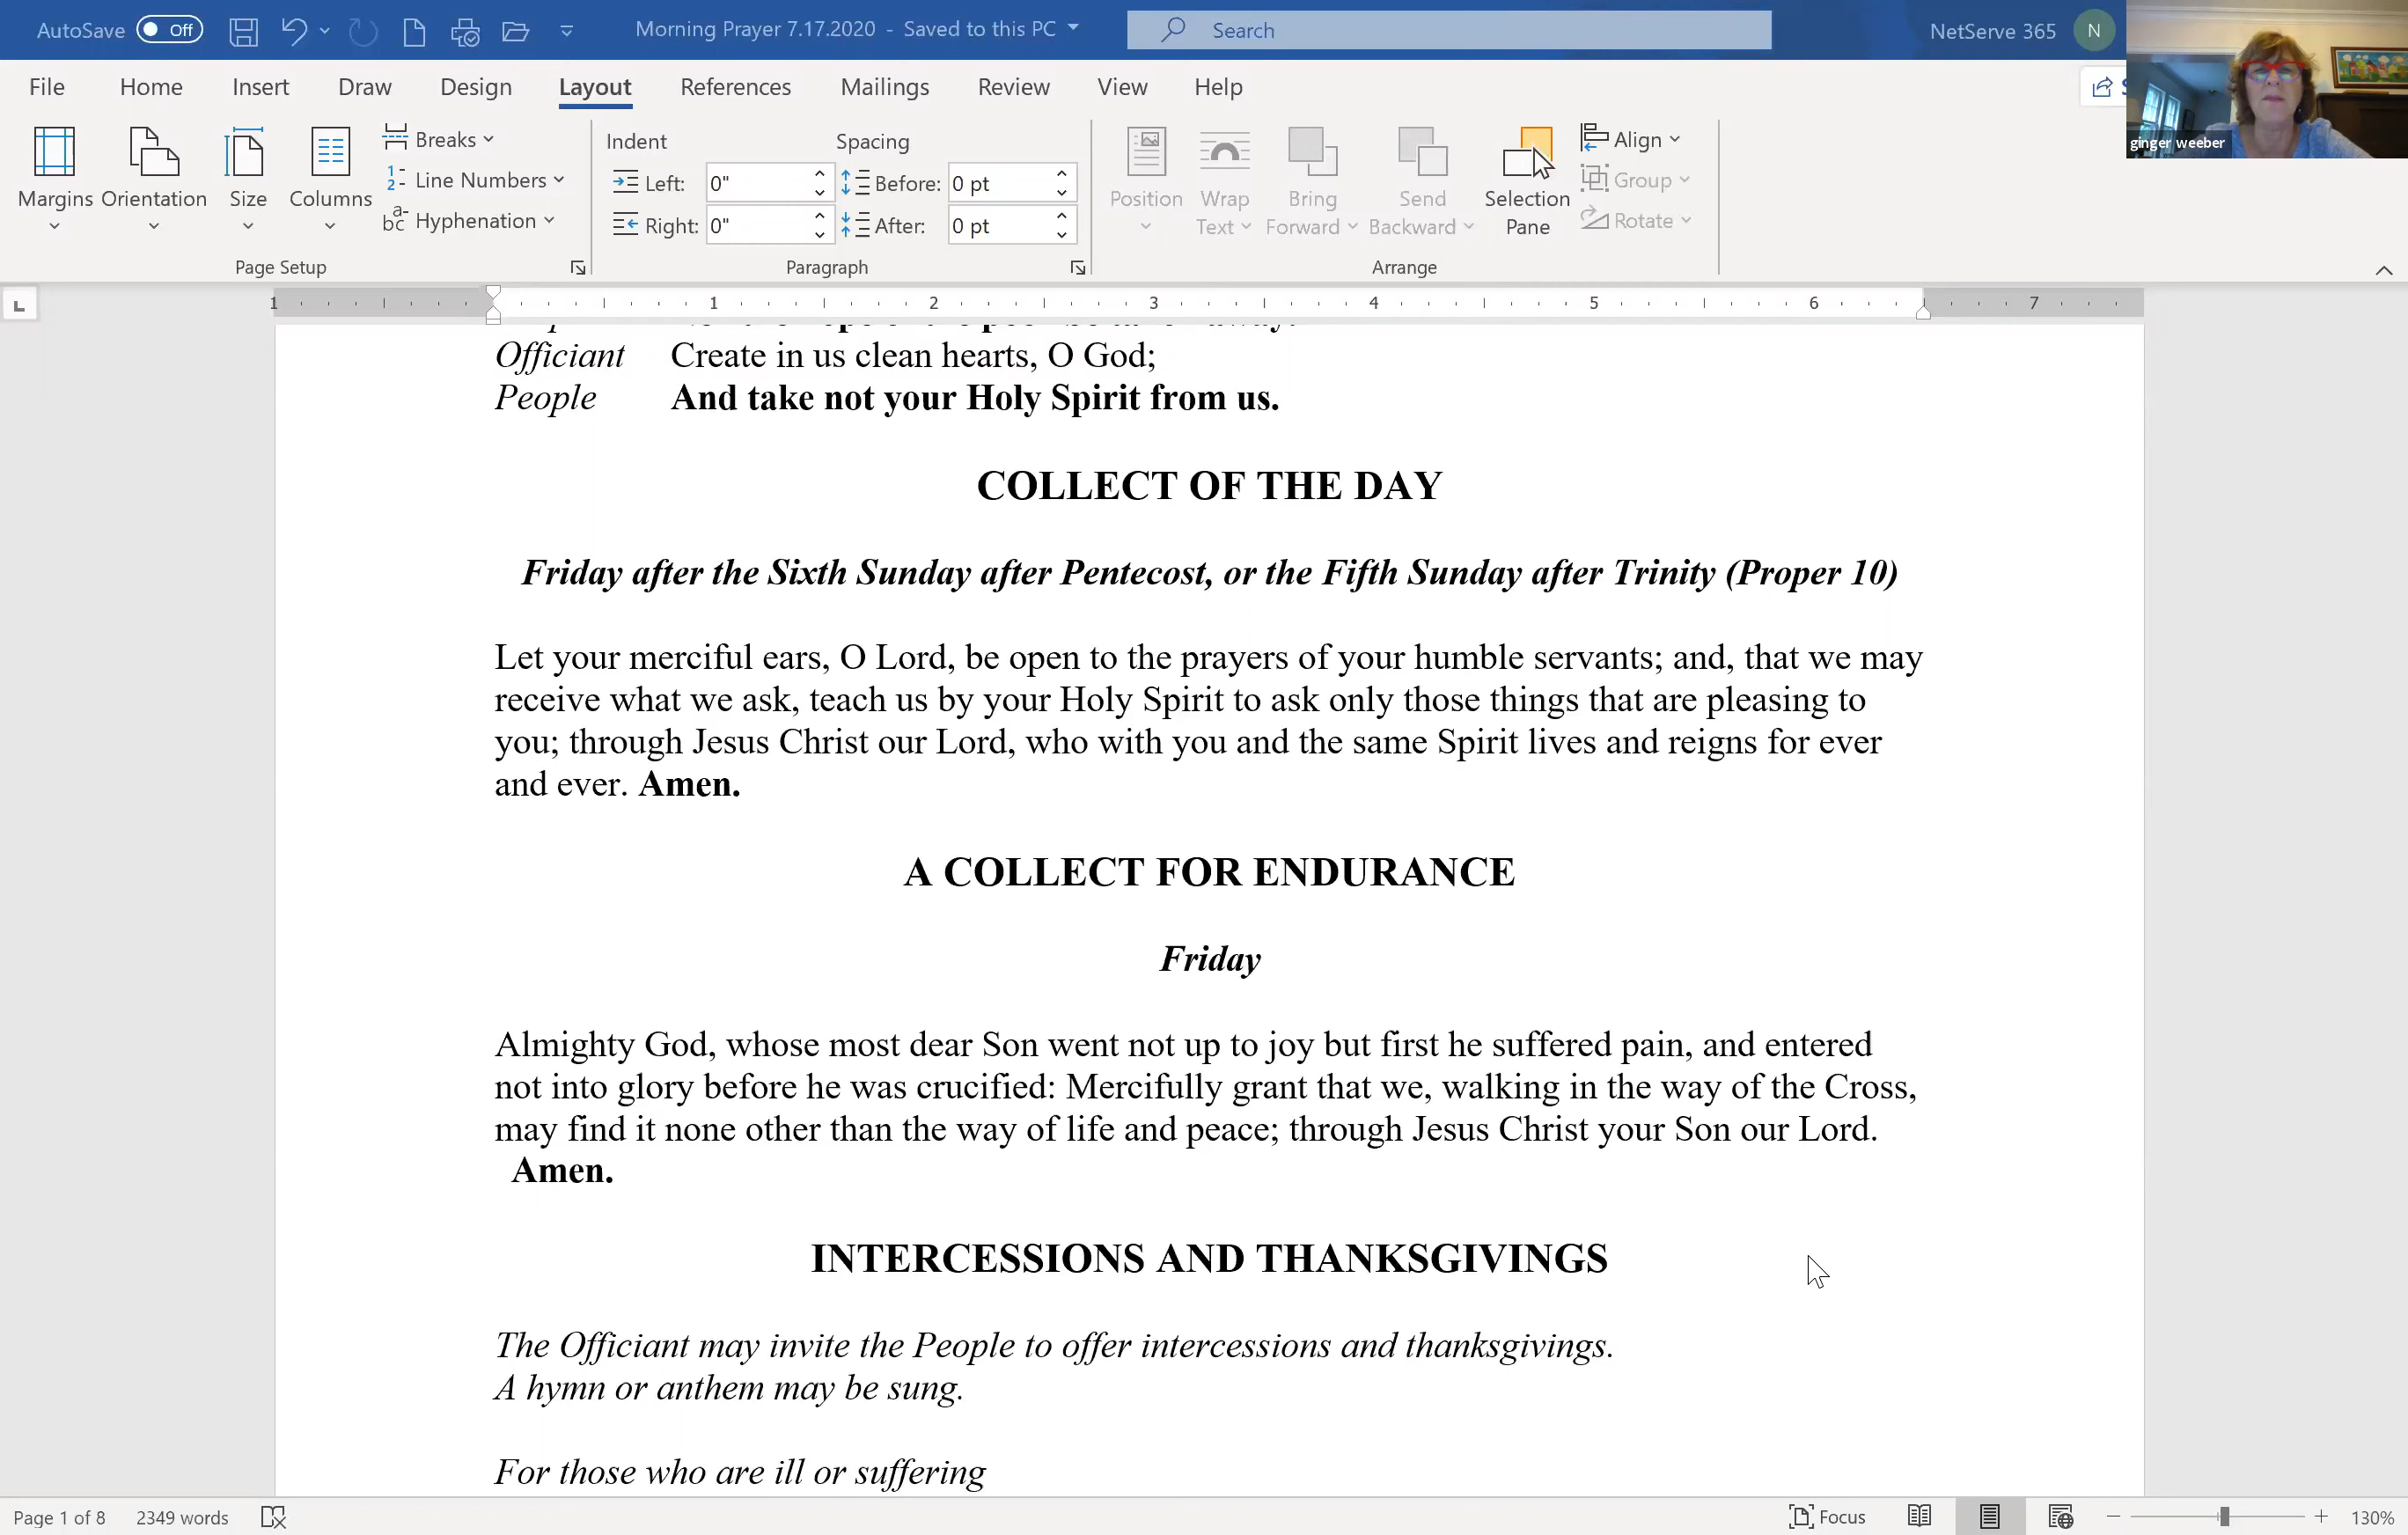 AutoSave Off Morning Prayer 7.17.2020 - Saved to this PC Search NetServe 365 N
File Home Insert Draw Design Layout References Mailings Review View Help
ginger weeber
Margins Orientation Size Columns Breaks Line Numbers Hyphenation
Page Setup
Indent Spacing
Left: 0" Before: 0 pt
Right: 0" After: 0 pt
Paragraph
Position Wrap Text Bring Forward Send Backward Selection Pane Align Group Rotate
Arrange
1 1 2 3 4 5 6 7
Officiant Create in us clean hearts, O God;
People And take not your Holy Spirit from us.
COLLECT OF THE DAY
Friday after the Sixth Sunday after Pentecost, or the Fifth Sunday after Trinity (Proper 10)
Let your merciful ears, O Lord, be open to the prayers of your humble servants; and, that we may
receive what we ask, teach us by your Holy Spirit to ask only those things that are pleasing to
you; through Jesus Christ our Lord, who with you and the same Spirit lives and reigns for ever
and ever. Amen.
A COLLECT FOR ENDURANCE
Friday
Almighty God, whose most dear Son went not up to joy but first he suffered pain, and entered
not into glory before he was crucified: Mercifully grant that we, walking in the way of the Cross,
may find it none other than the way of life and peace; through Jesus Christ your Son our Lord.
Amen.
INTERCESSIONS AND THANKSGIVINGS
The Officiant may invite the People to offer intercessions and thanksgivings.
A hymn or anthem may be sung.
For those who are ill or suffering
Page 1 of 8 2349 words Focus 130%